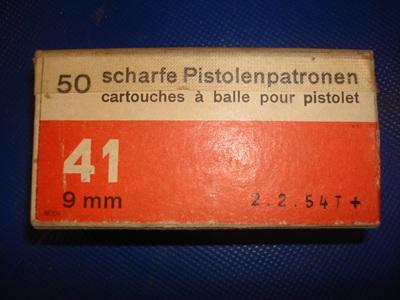 50 scharfe Pistolenpatronen
cartouches à balle pour pistolet
41
9 mm
2.2.54T+